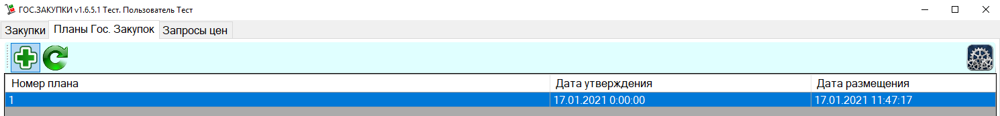 ГОС.ЗАКУПКИ v1.6.5.1 Тест. Пользователь Тест
Закупки Планы Гос. Закупок Запросы цен
Номер плана Дата утверждения Дата размещения
1 17.01.2021 0:00:00 17.01.2021 11:47:17